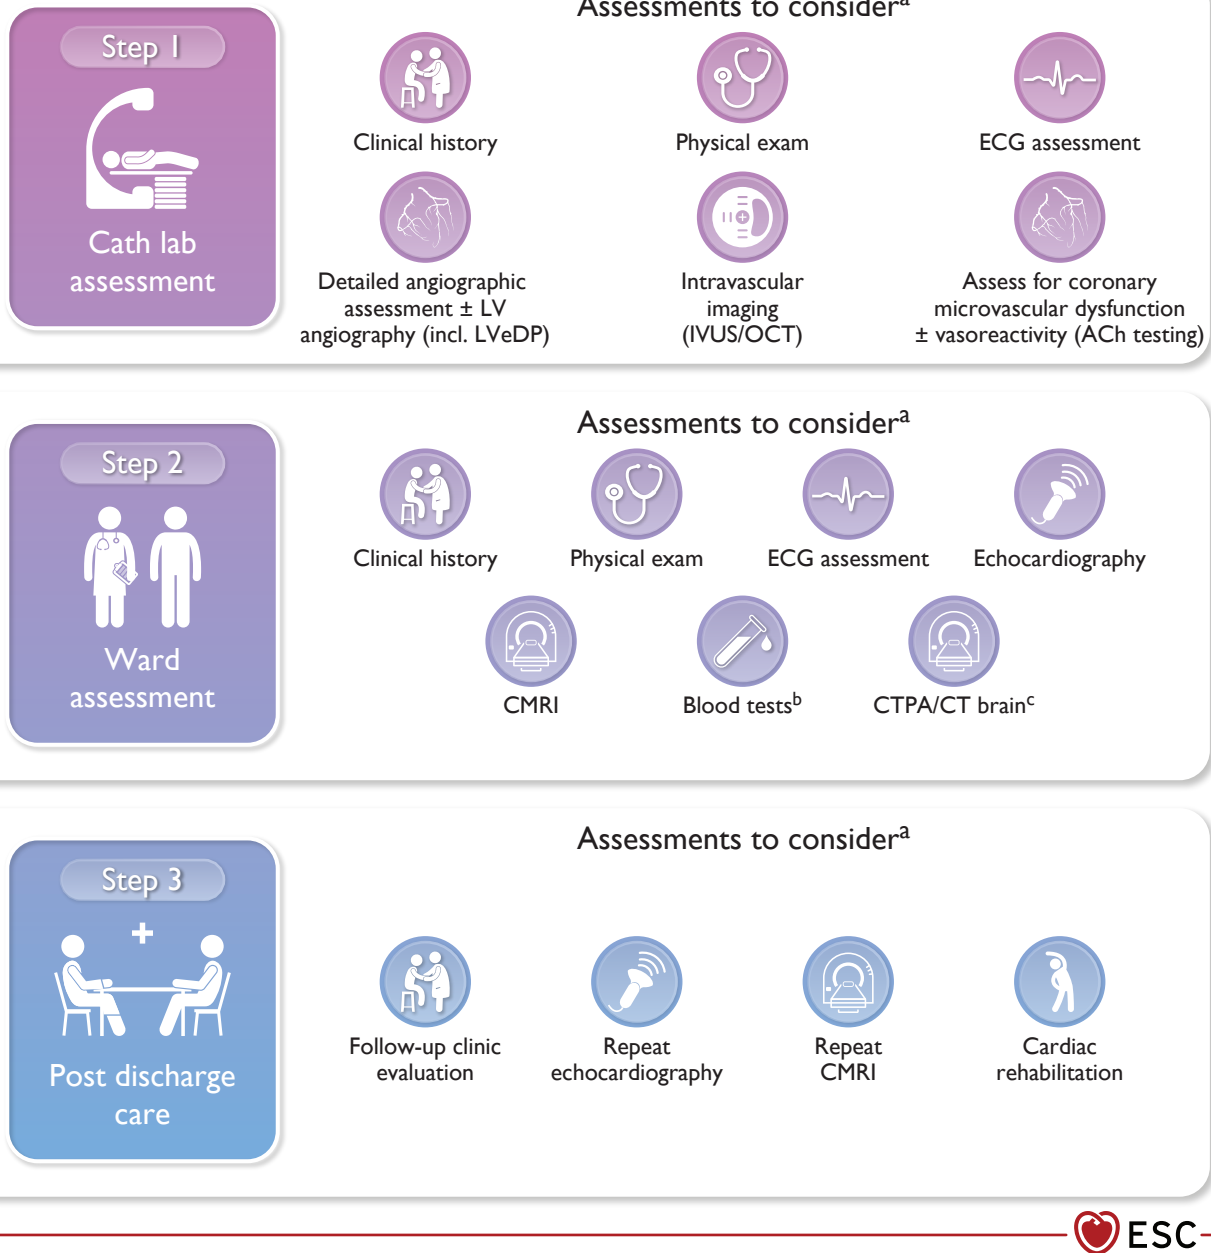 Assessments to considera
Step 1
Clinical history
Physical exam
ECG assessment
Cath lab
assessment
Detailed angiographic
assessment ± LV
angiography (incl. LVeDP)
Intravascular
imaging
(IVUS/OCT)
Assess for coronary
microvascular dysfunction
± vasoreactivity (ACh testing)
Assessments to considera
Step 2
Clinical history
Physical exam
ECG assessment
Echocardiography
Ward
assessment
CMRI
Blood testsb
CTPA/CT brainc
Assessments to considera
Step 3
Post discharge
care
Follow-up clinic
evaluation
Repeat
echocardiography
Repeat
CMRI
Cardiac
rehabilitation
ESC